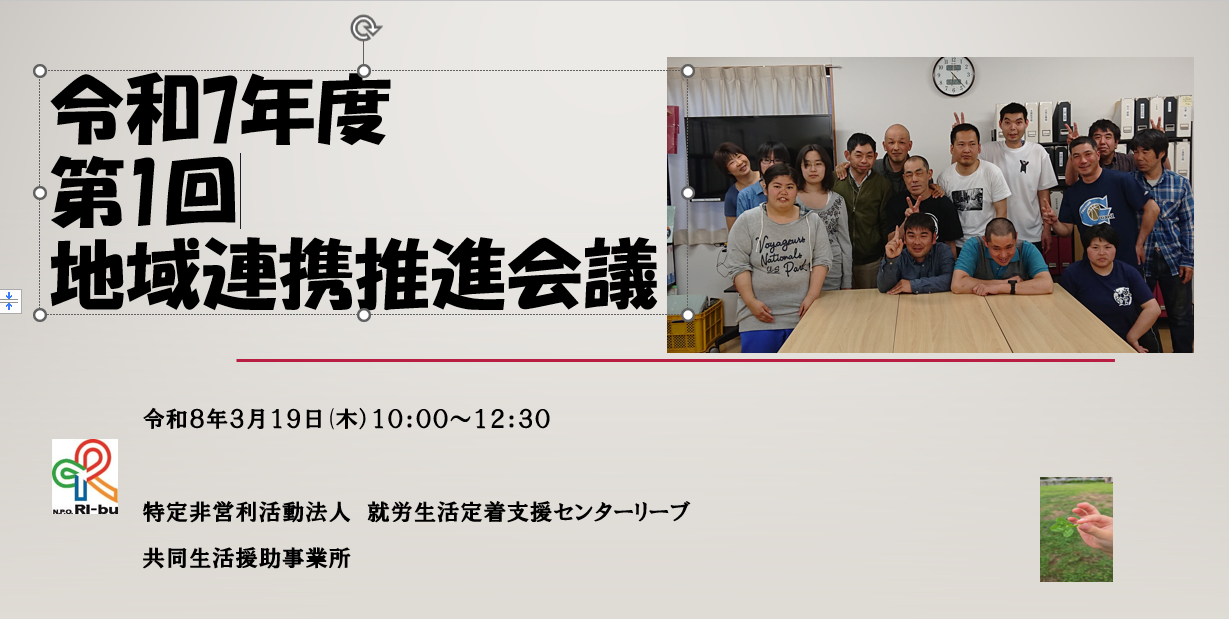 令和7年度
第1回
地域連携推進会議
Voyageurs
Nationals
U·S Park
令和8年3月19日(木)10:00～12:30
N.P.O. RI-bu
特定非営利活動法人　就労生活定着支援センターリーブ
共同生活援助事業所